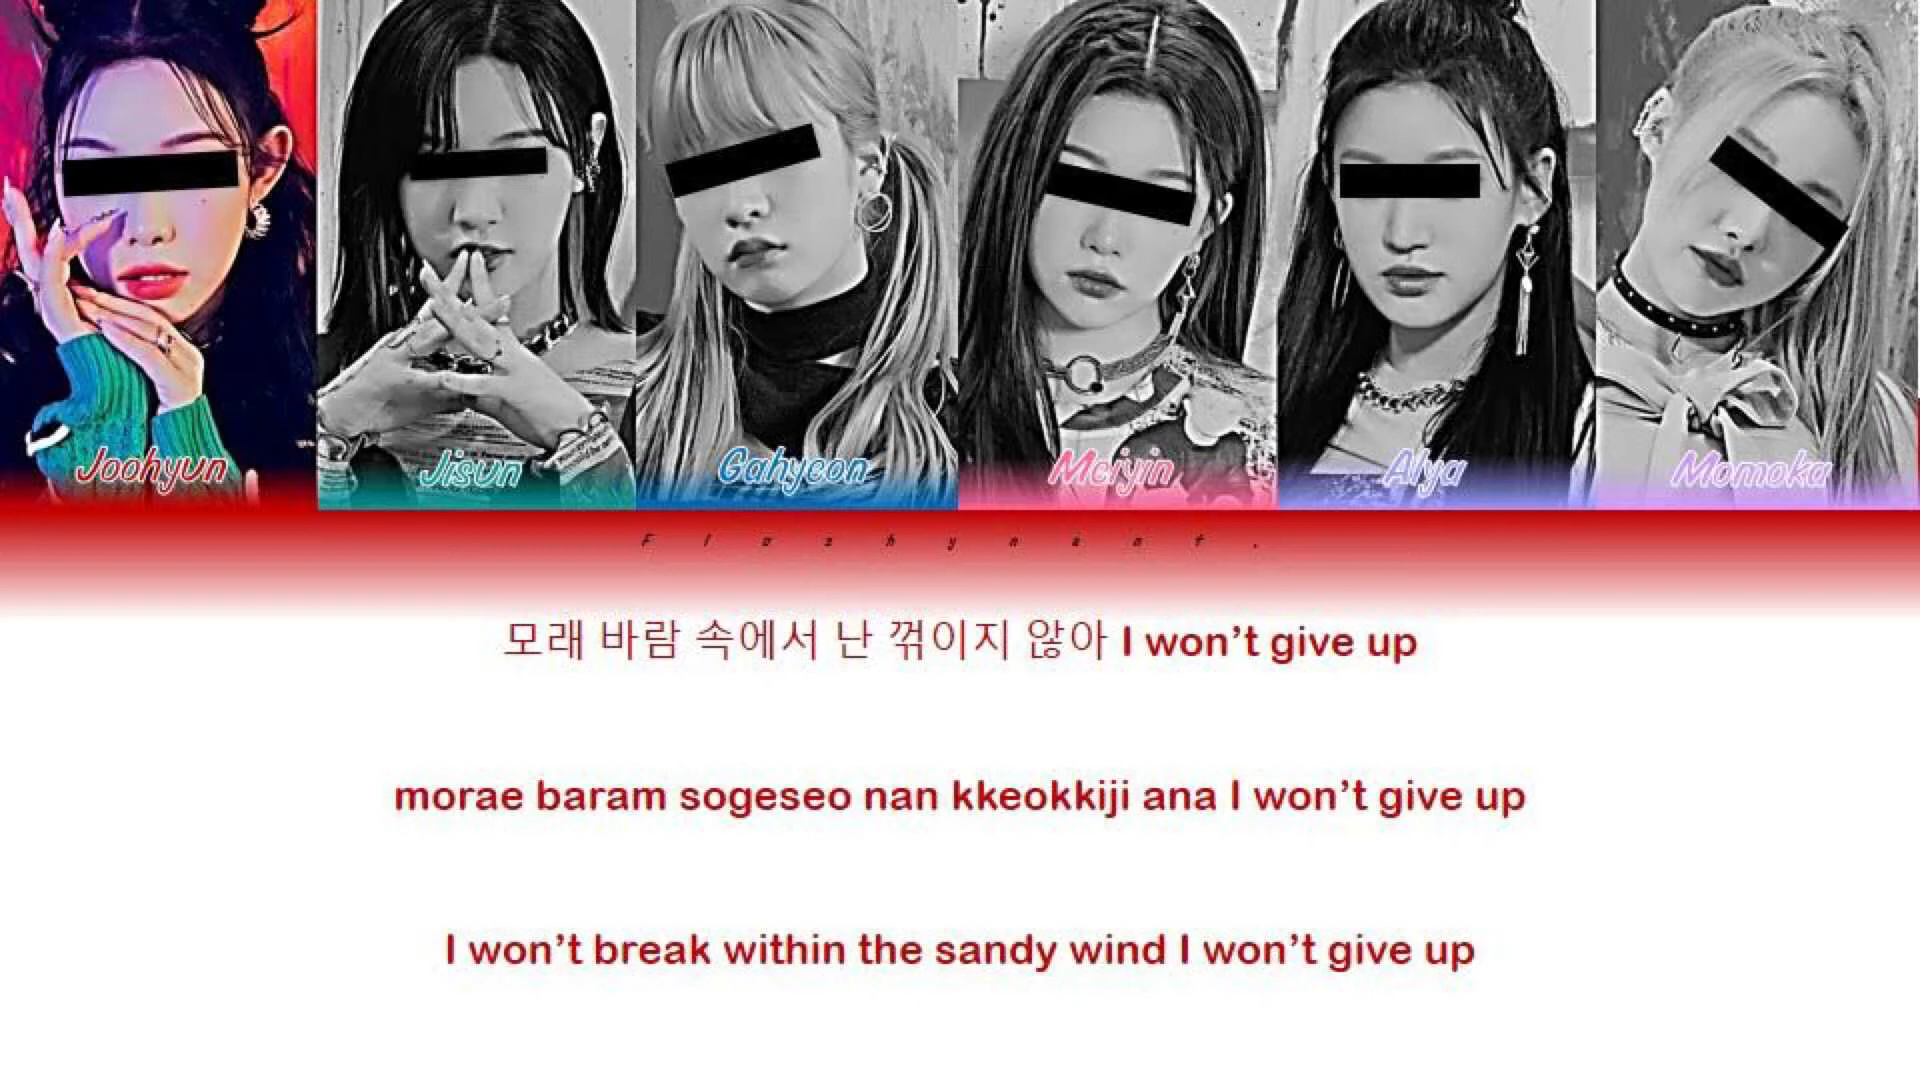 Joohyun Jisun Gahyeon Meiyin Alya Momoka
모래 바람 속에서 난 꺾이지 않아 I won't give up
morae baram sogeseo nan kkeokkiji ana I won't give up
I won't break within the sandy wind I won't give up